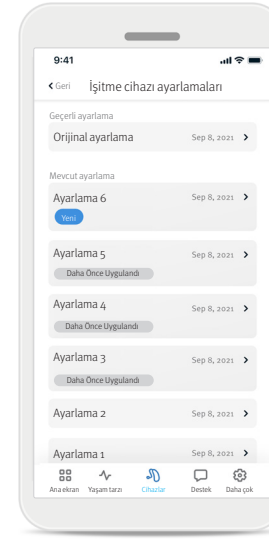 9:41
Geri İşitme cihazı ayarlamaları
Geçerli ayarlama
Orijinal ayarlama Sep 8, 2021
Mevcut ayarlama
Ayarlama 6 Sep 8, 2021
Yeni
Ayarlama 5 Sep 8, 2021
Daha Önce Uygulandı
Ayarlama 4 Sep 8, 2021
Daha Önce Uygulandı
Ayarlama 3 Sep 8, 2021
Daha Önce Uygulandı
Ayarlama 2 Sep 8, 2021
Ayarlama 1 Sep 8, 2021
Ana ekran Yaşam tarzı Cihazlar Destek Daha çok